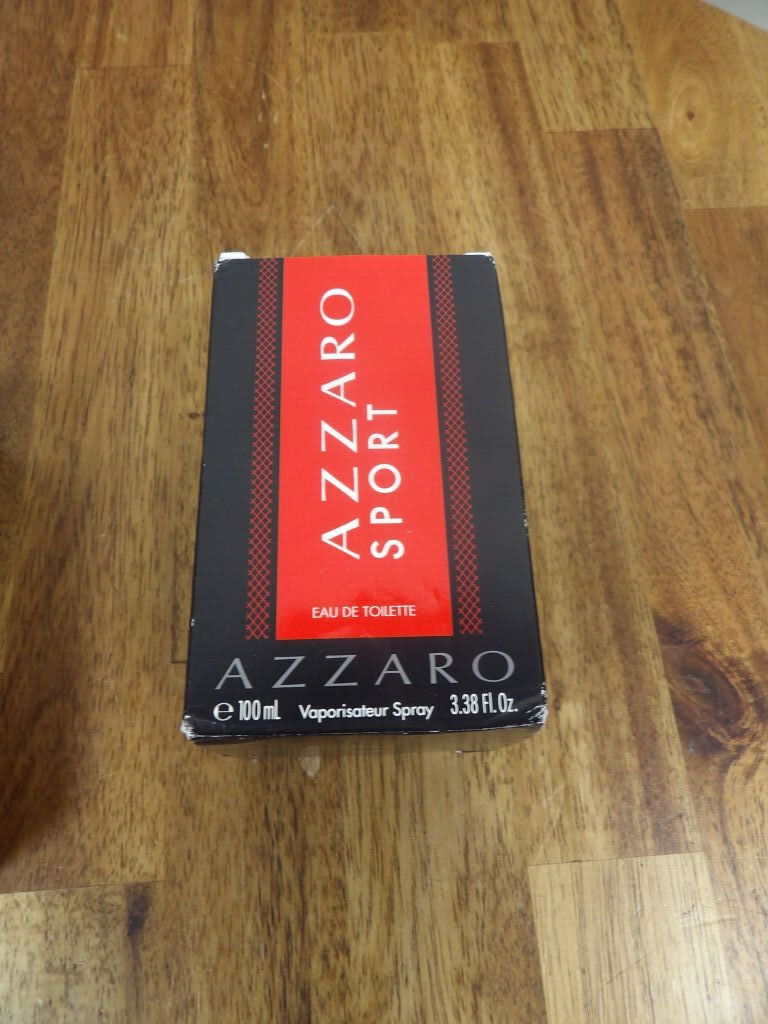 AZZARO
SPORT
EAU DE TOILETTE
AZZARO
℮ 100 mL Vaporisateur Spray 3.38 Fl. Oz.